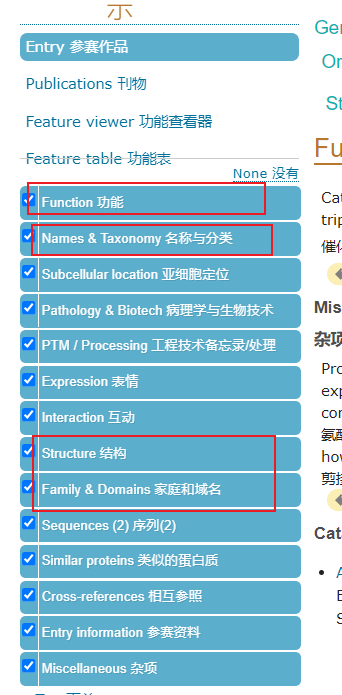 示
Entry 参赛作品
Publications 刊物
Feature viewer 功能查看器
Feature table 功能表
None 没有
Function 功能
Names & Taxonomy 名称与分类
Subcellular location 亚细胞定位
Pathology & Biotech 病理学与生物技术
PTM / Processing 工程技术备忘录/处理
Expression 表情
Interaction 互动
Structure 结构
Family & Domains 家庭和域名
Sequences (2) 序列(2)
Similar proteins 类似的蛋白质
Cross-references 相互参照
Entry information 参赛资料
Miscellaneous 杂项
Ger
Or
St
Fu
Cat
trip
催化
Mis
杂项
Pro
exp
cor
氨酸
how
剪接
Cata
A
E
S